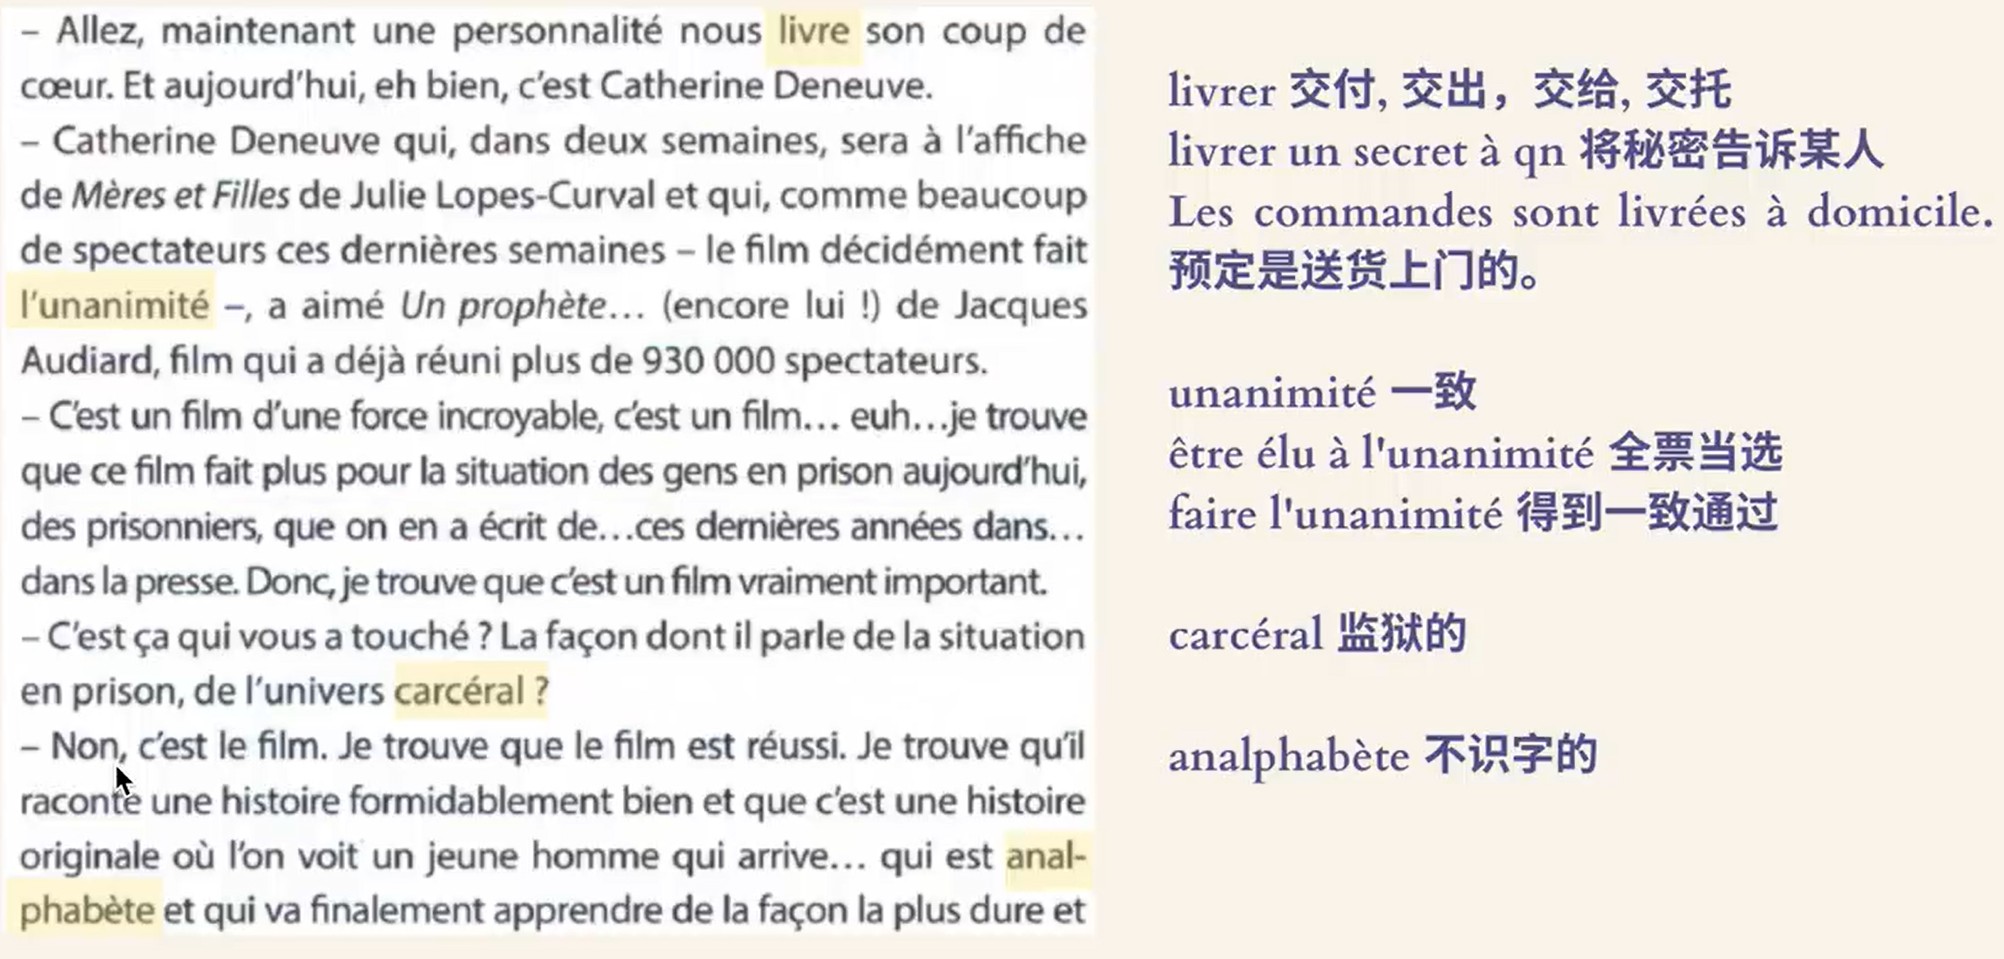 – Allez, maintenant une personnalité nous livre son coup de
cœur. Et aujourd'hui, eh bien, c'est Catherine Deneuve.
– Catherine Deneuve qui, dans deux semaines, sera à l'affiche
de Mères et Filles de Julie Lopes-Curval et qui, comme beaucoup
de spectateurs ces dernières semaines – le film décidément fait
l'unanimité –, a aimé Un prophète… (encore lui !) de Jacques
Audiard, film qui a déjà réuni plus de 930 000 spectateurs.
– C'est un film d'une force incroyable, c'est un film… euh…je trouve
que ce film fait plus pour la situation des gens en prison aujourd'hui,
des prisonniers, que on en a écrit de…ces dernières années dans…
dans la presse. Donc, je trouve que c'est un film vraiment important.
– C'est ça qui vous a touché ? La façon dont il parle de la situation
en prison, de l'univers carcéral ?
– Non, c'est le film. Je trouve que le film est réussi. Je trouve qu'il
raconte une histoire formidablement bien et que c'est une histoire
originale où l'on voit un jeune homme qui arrive… qui est anal-
phabète et qui va finalement apprendre de la façon la plus dure et
livrer 交付, 交出，交给, 交托
livrer un secret à qn 将秘密告诉某人
Les commandes sont livrées à domicile.
预定是送货上门的。
unanimité 一致
être élu à l'unanimité 全票当选
faire l'unanimité 得到一致通过
carcéral 监狱的
analphabète 不识字的